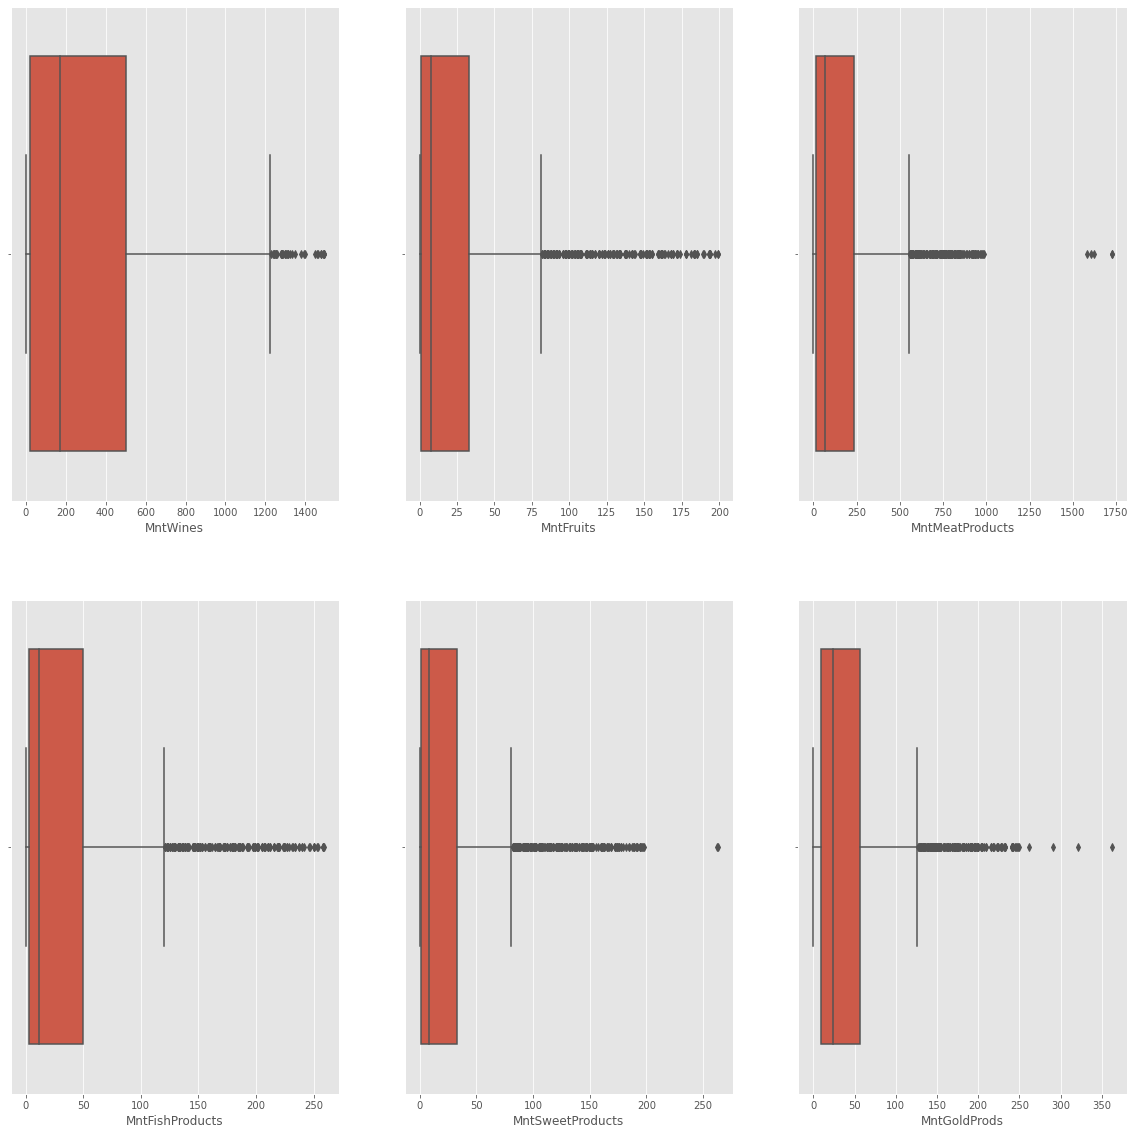 0 200 400 600 800 1000 1200 1400
MntWines
0 25 50 75 100 125 150 175 200
MntFruits
0 250 500 750 1000 1250 1500 1750
MntMeatProducts
0 50 100 150 200 250
MntFishProducts
0 50 100 150 200 250
MntSweetProducts
0 50 100 150 200 250 300 350
MntGoldProds